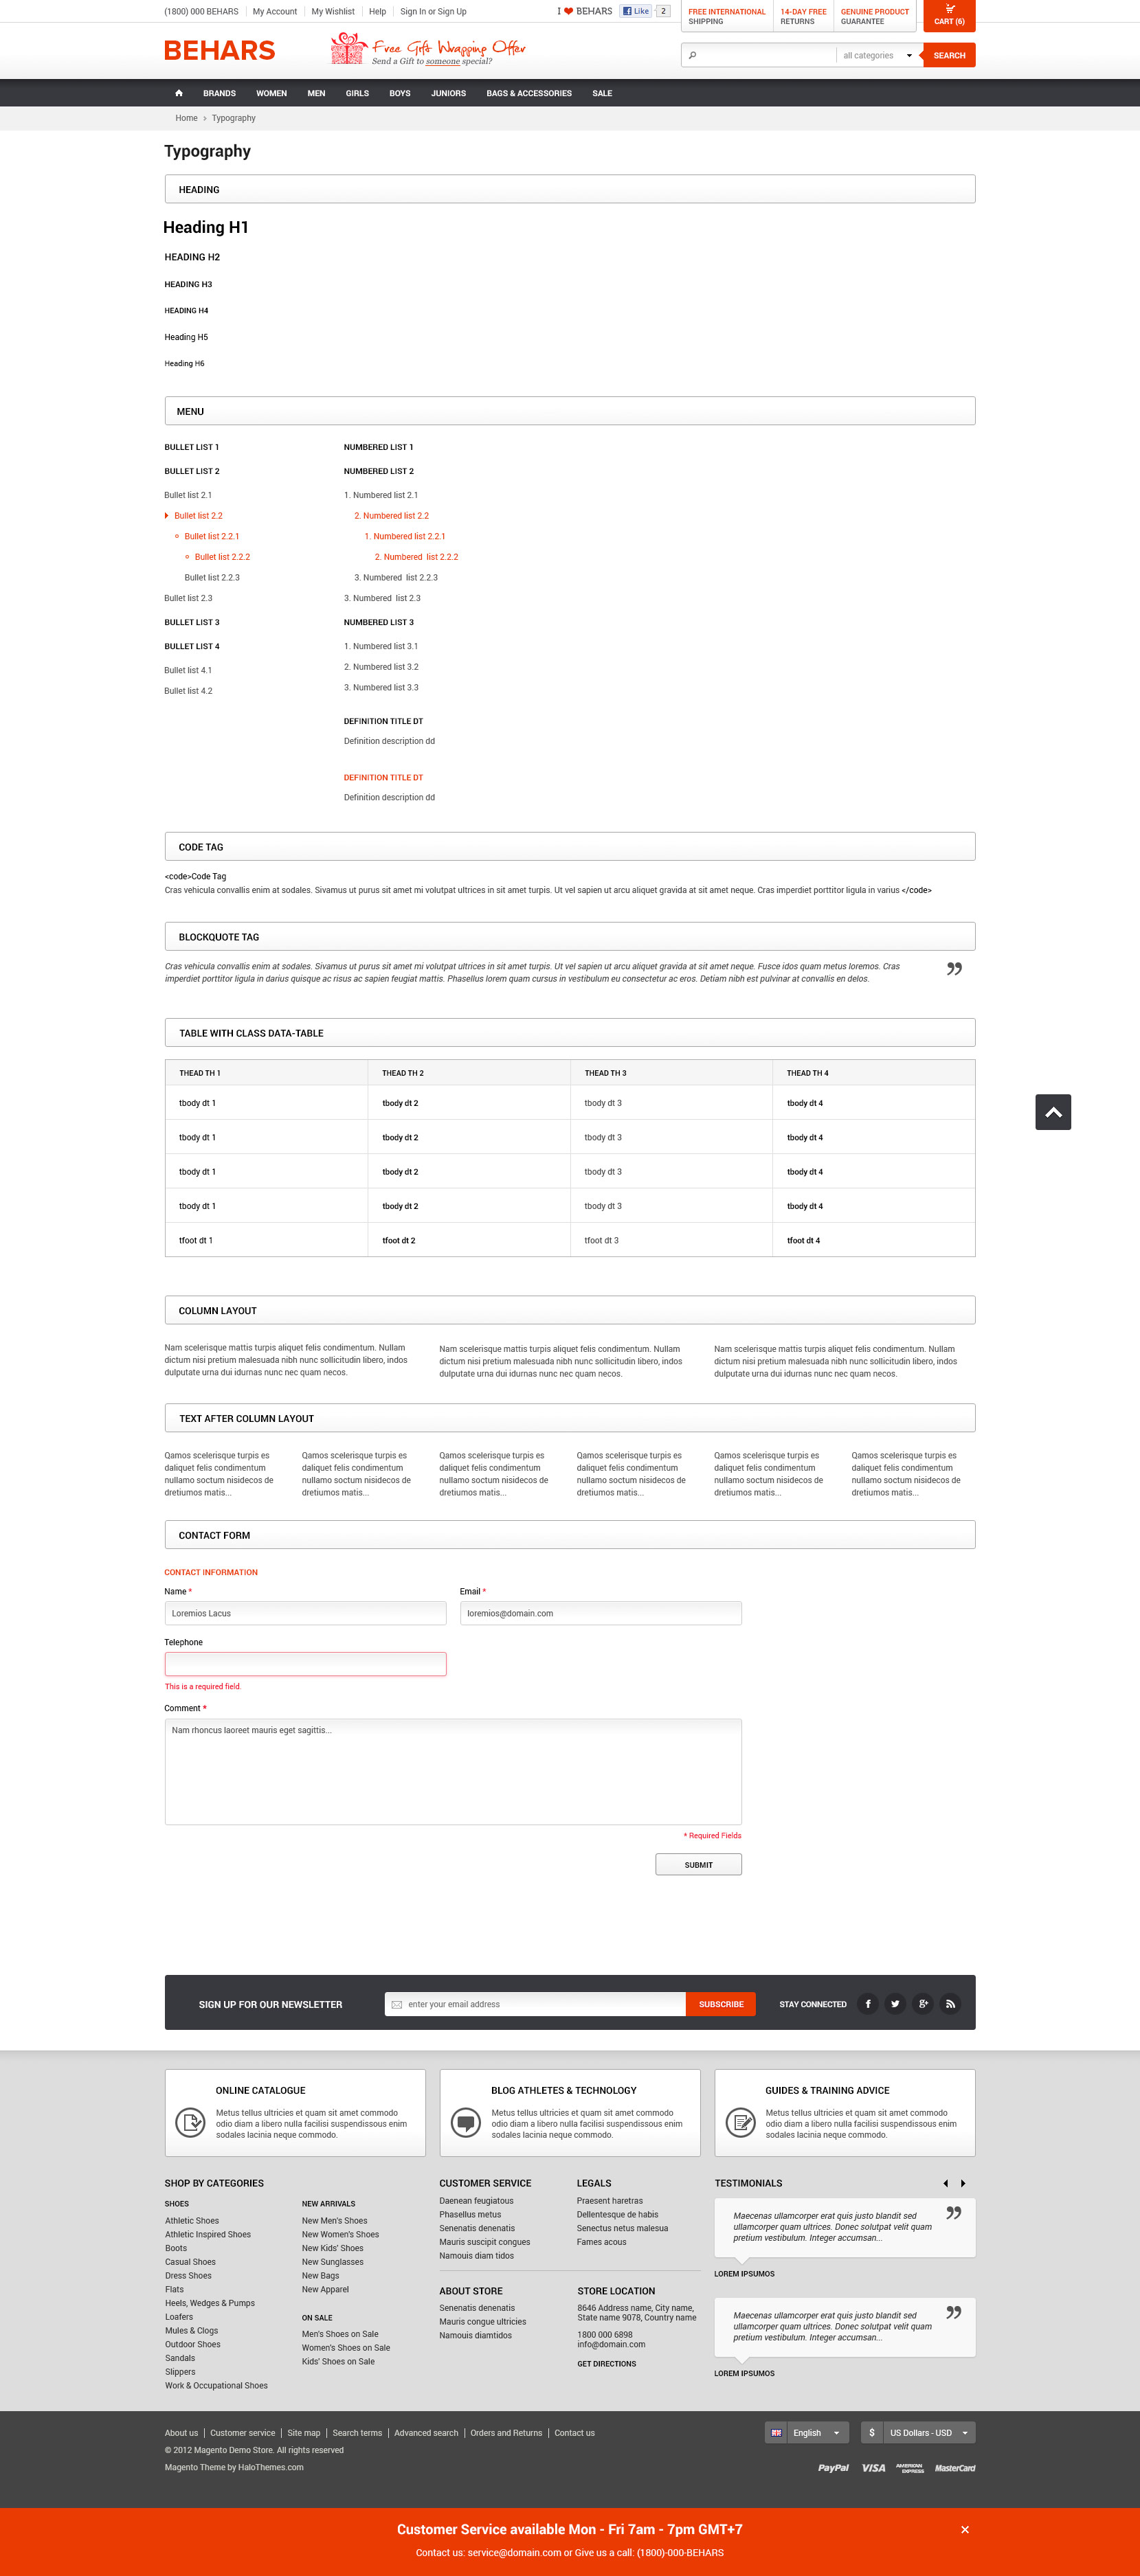 (1800) 000 BEHARS
My Account
My Wishlist
Help
Sign In or Sign Up
I ❤ BEHARS
Like
2
FREE INTERNATIONAL
SHIPPING
14-DAY FREE
RETURNS
GENUINE PRODUCT
GUARANTEE
CART (6)
BEHARS
Free Gift Wrapping Offer
Send a Gift to someone special?
all categories
SEARCH
BRANDS
WOMEN
MEN
GIRLS
BOYS
JUNIORS
BAGS & ACCESSORIES
SALE
Home
Typography
Typography
HEADING
Heading H1
HEADING H2
HEADING H3
HEADING H4
Heading H5
Heading H6
MENU
BULLET LIST 1
BULLET LIST 2
Bullet list 2.1
Bullet list 2.2
Bullet list 2.2.1
Bullet list 2.2.2
Bullet list 2.2.3
Bullet list 2.3
BULLET LIST 3
BULLET LIST 4
Bullet list 4.1
Bullet list 4.2
NUMBERED LIST 1
NUMBERED LIST 2
1. Numbered list 2.1
2. Numbered list 2.2
1. Numbered list 2.2.1
2. Numbered list 2.2.2
3. Numbered list 2.2.3
3. Numbered list 2.3
NUMBERED LIST 3
1. Numbered list 3.1
2. Numbered list 3.2
3. Numbered list 3.3
DEFINITION TITLE DT
Definition description dd
DEFINITION TITLE DT
Definition description dd
CODE TAG
<code>Code Tag
Cras vehicula convallis enim at sodales. Sivamus ut purus sit amet mi volutpat ultrices in sit amet turpis. Ut vel sapien ut arcu aliquet gravida at sit amet neque. Cras imperdiet porttitor ligula in varius </code>
BLOCKQUOTE TAG
Cras vehicula convallis enim at sodales. Sivamus ut purus sit amet mi volutpat ultrices in sit amet turpis. Ut vel sapien ut arcu aliquet gravida at sit amet neque. Fusce idos quam metus loremos. Cras
imperdiet porttitor ligula in darius quisque ac risus ac sapien feugiat mattis. Phasellus lorem quam cursus in vestibulum eu consectetur ac eros. Detiam nibh est pulvinar at convallis en delos.
TABLE WITH CLASS DATA-TABLE
THEAD TH 1
THEAD TH 2
THEAD TH 3
THEAD TH 4
tbody dt 1
tbody dt 2
tbody dt 3
tbody dt 4
tbody dt 1
tbody dt 2
tbody dt 3
tbody dt 4
tbody dt 1
tbody dt 2
tbody dt 3
tbody dt 4
tbody dt 1
tbody dt 2
tbody dt 3
tbody dt 4
tfoot dt 1
tfoot dt 2
tfoot dt 3
tfoot dt 4
COLUMN LAYOUT
Nam scelerisque mattis turpis aliquet felis condimentum. Nullam
dictum nisi pretium malesuada nibh nunc sollicitudin libero, indos
dulputate urna dui idurnas nunc nec quam necos.
Nam scelerisque mattis turpis aliquet felis condimentum. Nullam
dictum nisi pretium malesuada nibh nunc sollicitudin libero, indos
dulputate urna dui idurnas nunc nec quam necos.
Nam scelerisque mattis turpis aliquet felis condimentum. Nullam
dictum nisi pretium malesuada nibh nunc sollicitudin libero, indos
dulputate urna dui idurnas nunc nec quam necos.
TEXT AFTER COLUMN LAYOUT
Qamos scelerisque turpis es
daliquet felis condimentum
nullamo soctum nisidecos de
dretiumos matis...
Qamos scelerisque turpis es
daliquet felis condimentum
nullamo soctum nisidecos de
dretiumos matis...
Qamos scelerisque turpis es
daliquet felis condimentum
nullamo soctum nisidecos de
dretiumos matis...
Qamos scelerisque turpis es
daliquet felis condimentum
nullamo soctum nisidecos de
dretiumos matis...
Qamos scelerisque turpis es
daliquet felis condimentum
nullamo soctum nisidecos de
dretiumos matis...
Qamos scelerisque turpis es
daliquet felis condimentum
nullamo soctum nisidecos de
dretiumos matis...
CONTACT FORM
CONTACT INFORMATION
Name *
Email *
Loremios Lacus
loremios@domain.com
Telephone
This is a required field.
Comment *
Nam rhoncus laoreet mauris eget sagittis...
* Required Fields
SUBMIT
SIGN UP FOR OUR NEWSLETTER
enter your email address
SUBSCRIBE
STAY CONNECTED
ONLINE CATALOGUE
Metus tellus ultricies et quam sit amet commodo
odio diam a libero nulla facilisi suspendissous enim
sodales lacinia neque commodo.
BLOG ATHLETES & TECHNOLOGY
Metus tellus ultricies et quam sit amet commodo
odio diam a libero nulla facilisi suspendissous enim
sodales lacinia neque commodo.
GUIDES & TRAINING ADVICE
Metus tellus ultricies et quam sit amet commodo
odio diam a libero nulla facilisi suspendissous enim
sodales lacinia neque commodo.
SHOP BY CATEGORIES
SHOES
Athletic Shoes
Athletic Inspired Shoes
Boots
Casual Shoes
Dress Shoes
Flats
Heels, Wedges & Pumps
Loafers
Mules & Clogs
Outdoor Shoes
Sandals
Slippers
Work & Occupational Shoes
NEW ARRIVALS
New Men's Shoes
New Women's Shoes
New Kids' Shoes
New Sunglasses
New Bags
New Apparel
ON SALE
Men's Shoes on Sale
Women's Shoes on Sale
Kids' Shoes on Sale
CUSTOMER SERVICE
Daenean feugiatous
Phasellus metus
Senenatis denenatis
Mauris suscipit congues
Namouis diam tidos
LEGALS
Praesent haretras
Dellentesque de habis
Senectus netus malesua
Fames acous
ABOUT STORE
Senenatis denenatis
Mauris congue ultricies
Namouis diamtidos
STORE LOCATION
8646 Address name, City name,
State name 9078, Country name
1800 000 6898
info@domain.com
GET DIRECTIONS
TESTIMONIALS
Maecenas ullamcorper erat quis justo blandit sed
ullamcorper quam ultrices. Donec solutpat velit quam
pretium vestibulum. Integer accumsan...
LOREM IPSUMOS
Maecenas ullamcorper erat quis justo blandit sed
ullamcorper quam ultrices. Donec solutpat velit quam
pretium vestibulum. Integer accumsan...
LOREM IPSUMOS
About us
Customer service
Site map
Search terms
Advanced search
Orders and Returns
Contact us
English
$
US Dollars - USD
© 2012 Magento Demo Store. All rights reserved
Magento Theme by HaloThemes.com
PayPal
VISA
AMERICAN EXPRESS
MasterCard
Customer Service available Mon - Fri 7am - 7pm GMT+7
Contact us: service@domain.com or Give us a call: (1800)-000-BEHARS